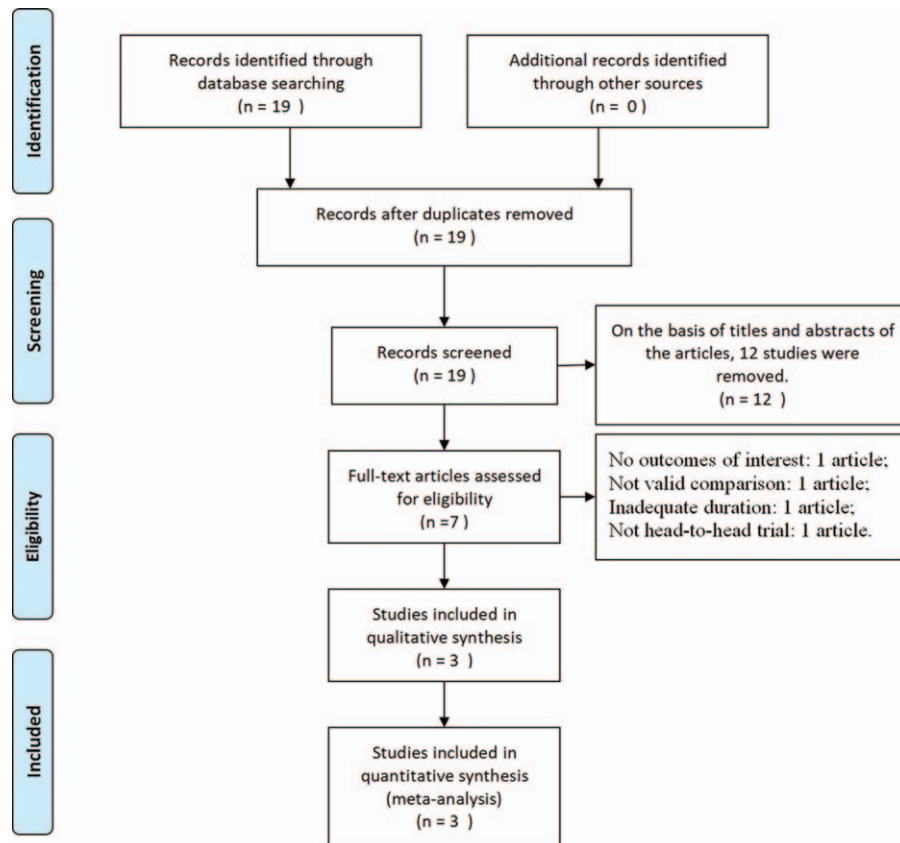 Identification
Records identified through
database searching
(n = 19 )
Additional records identified
through other sources
(n = 0 )
Records after duplicates removed
(n = 19 )
Screening
Records screened
(n = 19 )
On the basis of titles and abstracts of
the articles, 12 studies were
removed.
(n = 12 )
Eligibility
Full-text articles assessed
for eligibility
(n =7 )
No outcomes of interest: 1 article;
Not valid comparison: 1 article;
Inadequate duration: 1 article;
Not head-to-head trial: 1 article.
Studies included in
qualitative synthesis
(n = 3 )
Included
Studies included in
quantitative synthesis
(meta-analysis)
(n = 3 )